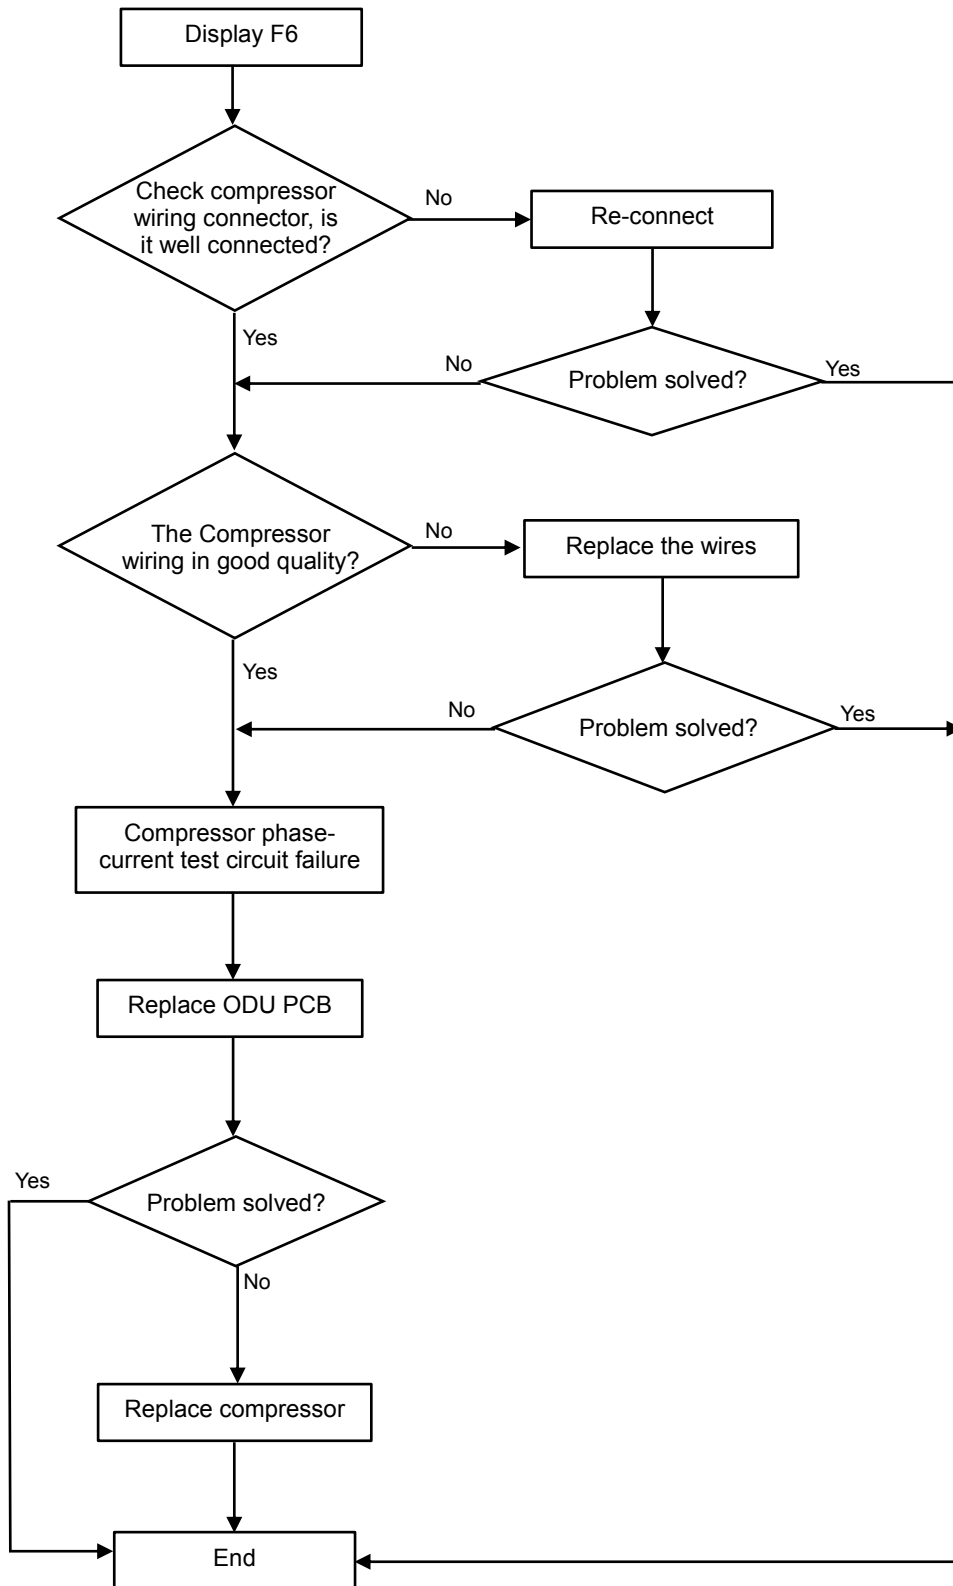 Display F6
Check compressor
wiring connector, is
it well connected?
No
Re-connect
Yes
No
Problem solved?
Yes
The Compressor
wiring in good quality?
No
Replace the wires
Yes
No
Problem solved?
Yes
Compressor phase-
current test circuit failure
Replace ODU PCB
Yes
Problem solved?
No
Replace compressor
End